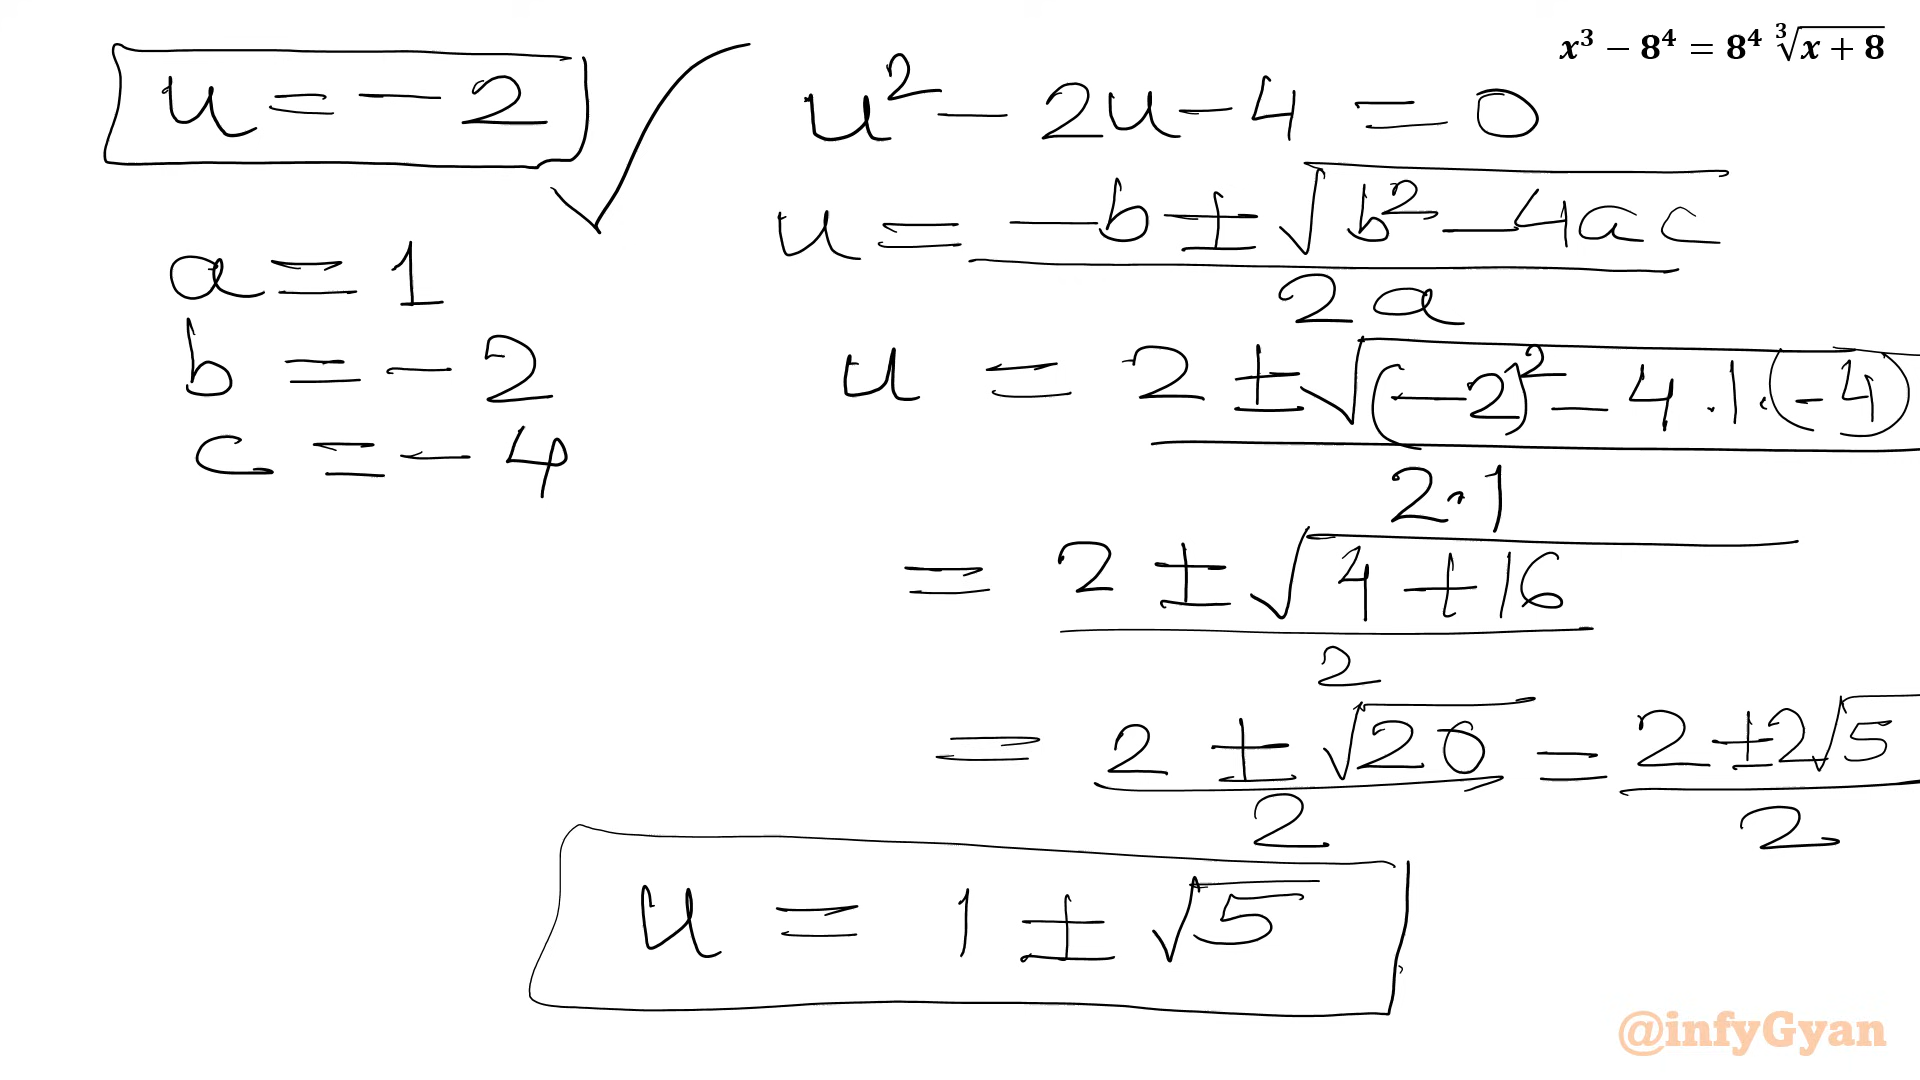 x³ − 8⁴ = 8⁴ ∛(x + 8)
u = − 2
a = 1
b = − 2
c = − 4
u² − 2u − 4 = 0
u = (−b ± √(b² − 4ac)) / 2a
u = (2 ± √((−2)² − 4 · 1 · (−4))) / 2·1
= (2 ± √(4 + 16)) / 2
= (2 ± √20) / 2 = (2 ± 2√5) / 2
u = 1 ± √5
@infyGyan